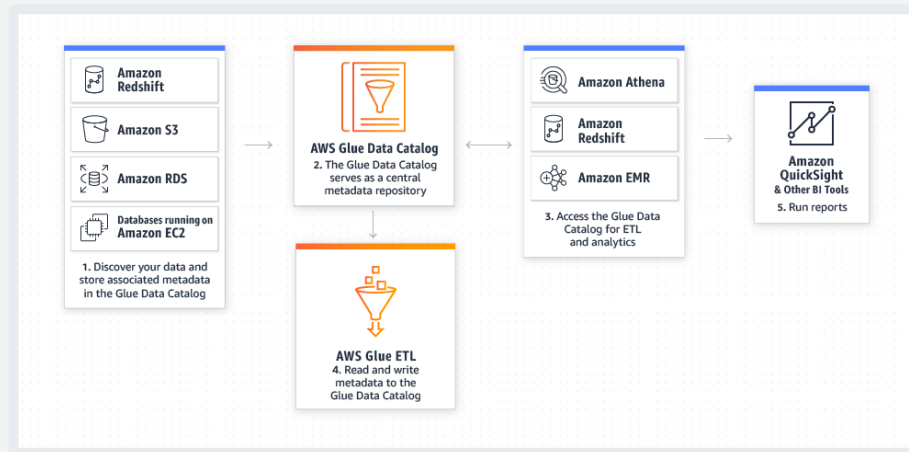 Amazon
Redshift
Amazon S3
Amazon RDS
Databases running on
Amazon EC2
1. Discover your data and
store associated metadata
in the Glue Data Catalog
AWS Glue Data Catalog
2. The Glue Data Catalog
serves as a central
metadata repository
AWS Glue ETL
4. Read and write
metadata to the
Glue Data Catalog
Amazon Athena
Amazon
Redshift
Amazon EMR
3. Access the Glue Data
Catalog for ETL
and analytics
Amazon
QuickSight
& Other BI Tools
5. Run reports